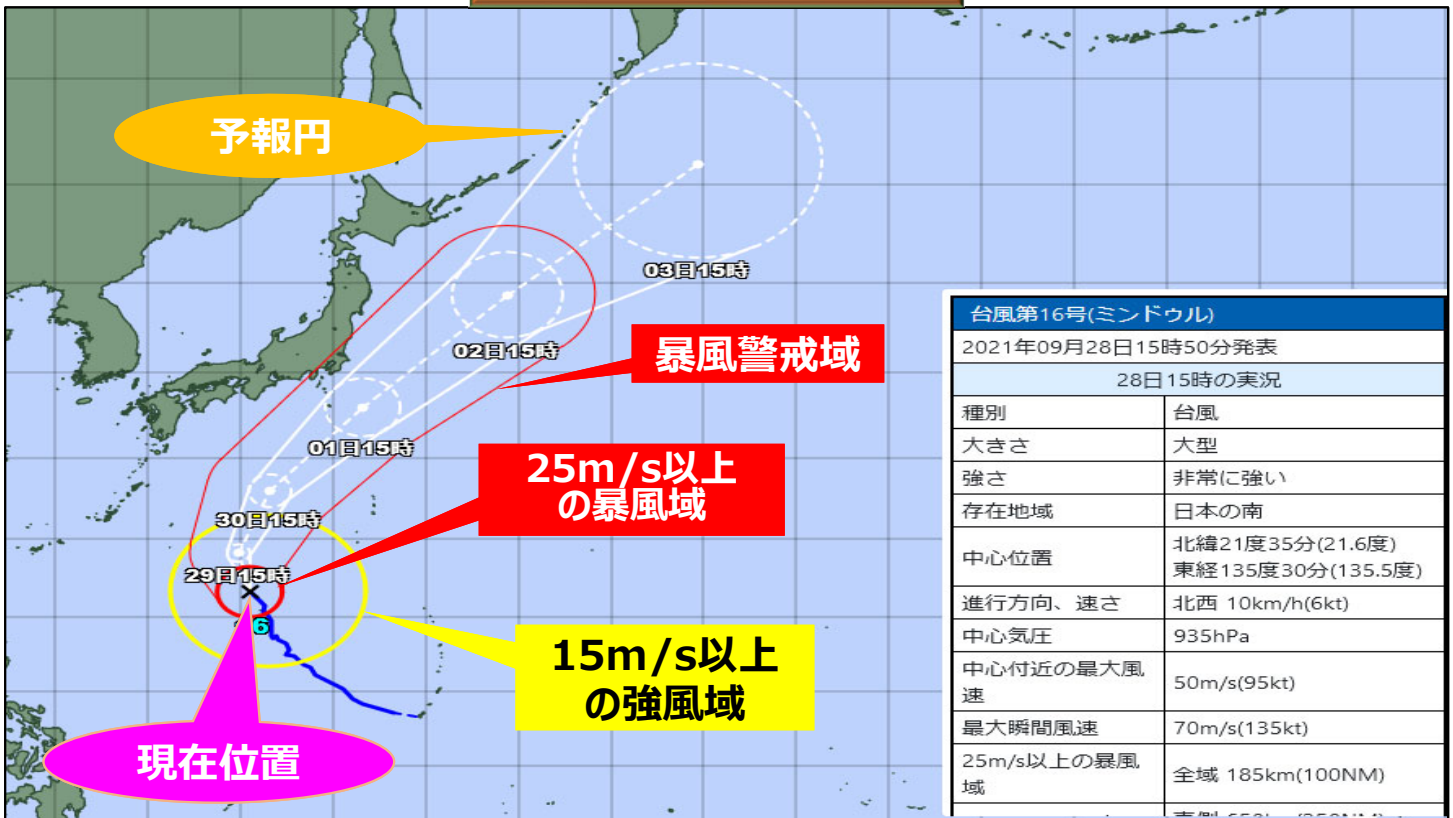 予報円
03日15時
02日15時
暴風警戒域
01日15時
25m/s以上
の暴風域
30日15時
29日15時
6
15m/s以上
の強風域
現在位置
台風第16号(ミンドゥル)
2021年09月28日15時50分発表
28日15時の実況
種別 台風
大きさ 大型
強さ 非常に強い
存在地域 日本の南
中心位置 北緯21度35分(21.6度)
東経135度30分(135.5度)
進行方向、速さ 北西 10km/h(6kt)
中心気圧 935hPa
中心付近の最大風
速 50m/s(95kt)
最大瞬間風速 70m/s(135kt)
25m/s以上の暴風
域 全域 185km(100NM)